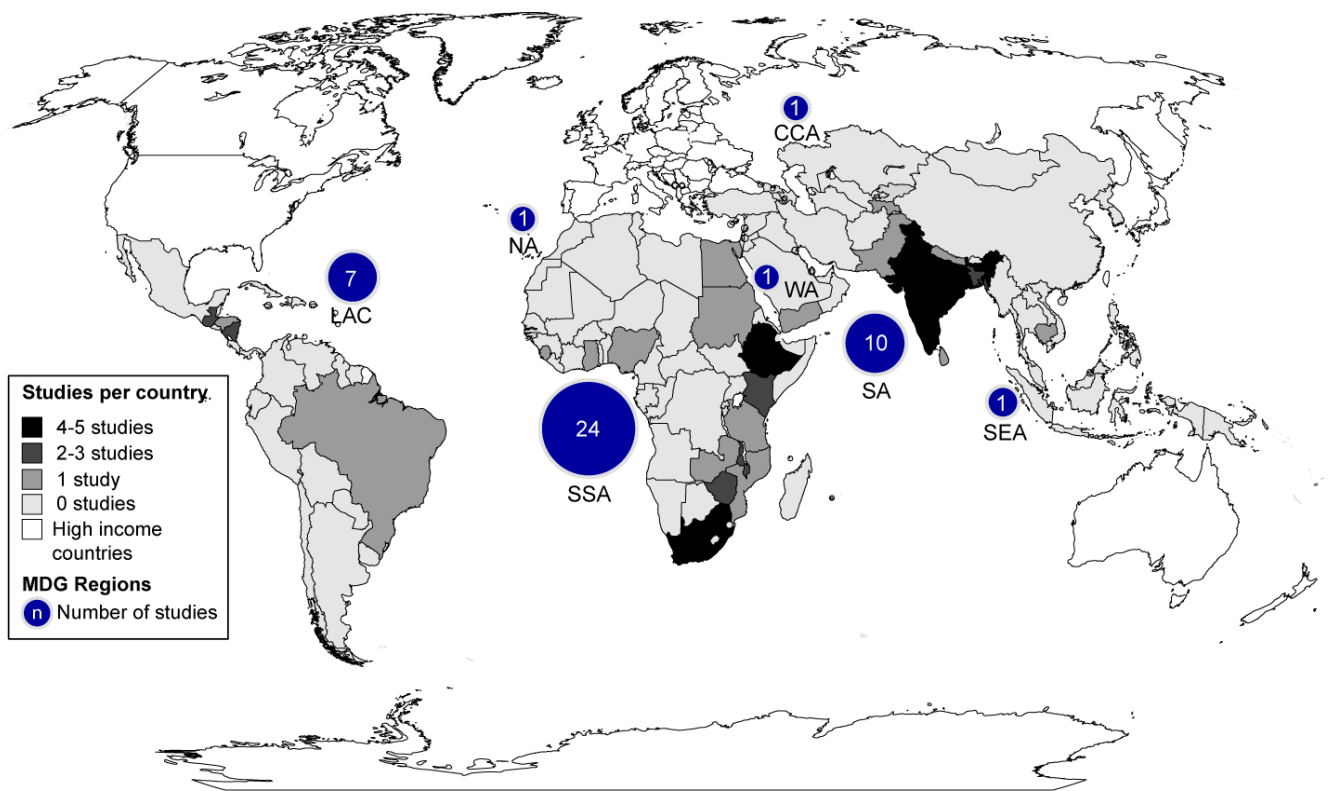 1
CCA
1
NA
7
LAC
1
WA
10
SA
1
SEA
24
SSA
Studies per country..
4-5 studies
2-3 studies
1 study
0 studies
High income
countries
MDG Regions
n Number of studies